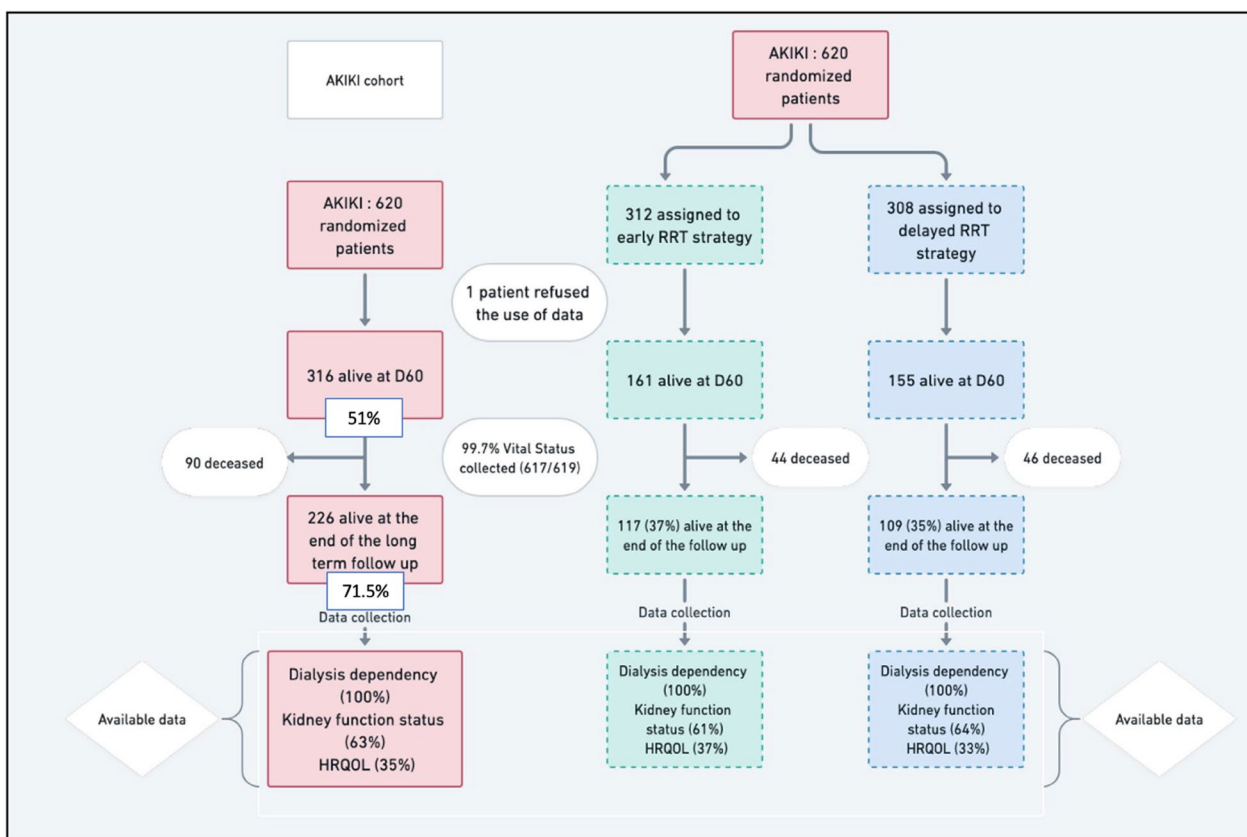 AKIKI cohort
AKIKI : 620
randomized
patients
AKIKI : 620
randomized
patients
312 assigned to
early RRT strategy
308 assigned to
delayed RRT
strategy
1 patient refused
the use of data
316 alive at D60
51%
161 alive at D60
155 alive at D60
90 deceased
99.7% Vital Status
collected (617/619)
44 deceased
46 deceased
226 alive at the
end of the long
term follow up
71.5%
117 (37%) alive at the
end of the follow up
109 (35%) alive at the
end of the follow up
Data collection
Data collection
Data collection
Available data
Dialysis dependency
(100%)
Kidney function status
(63%)
HRQOL (35%)
Dialysis dependency
(100%)
Kidney function
status (61%)
HRQOL (37%)
Dialysis dependency
(100%)
Kidney function
status (64%)
HRQOL (33%)
Available data